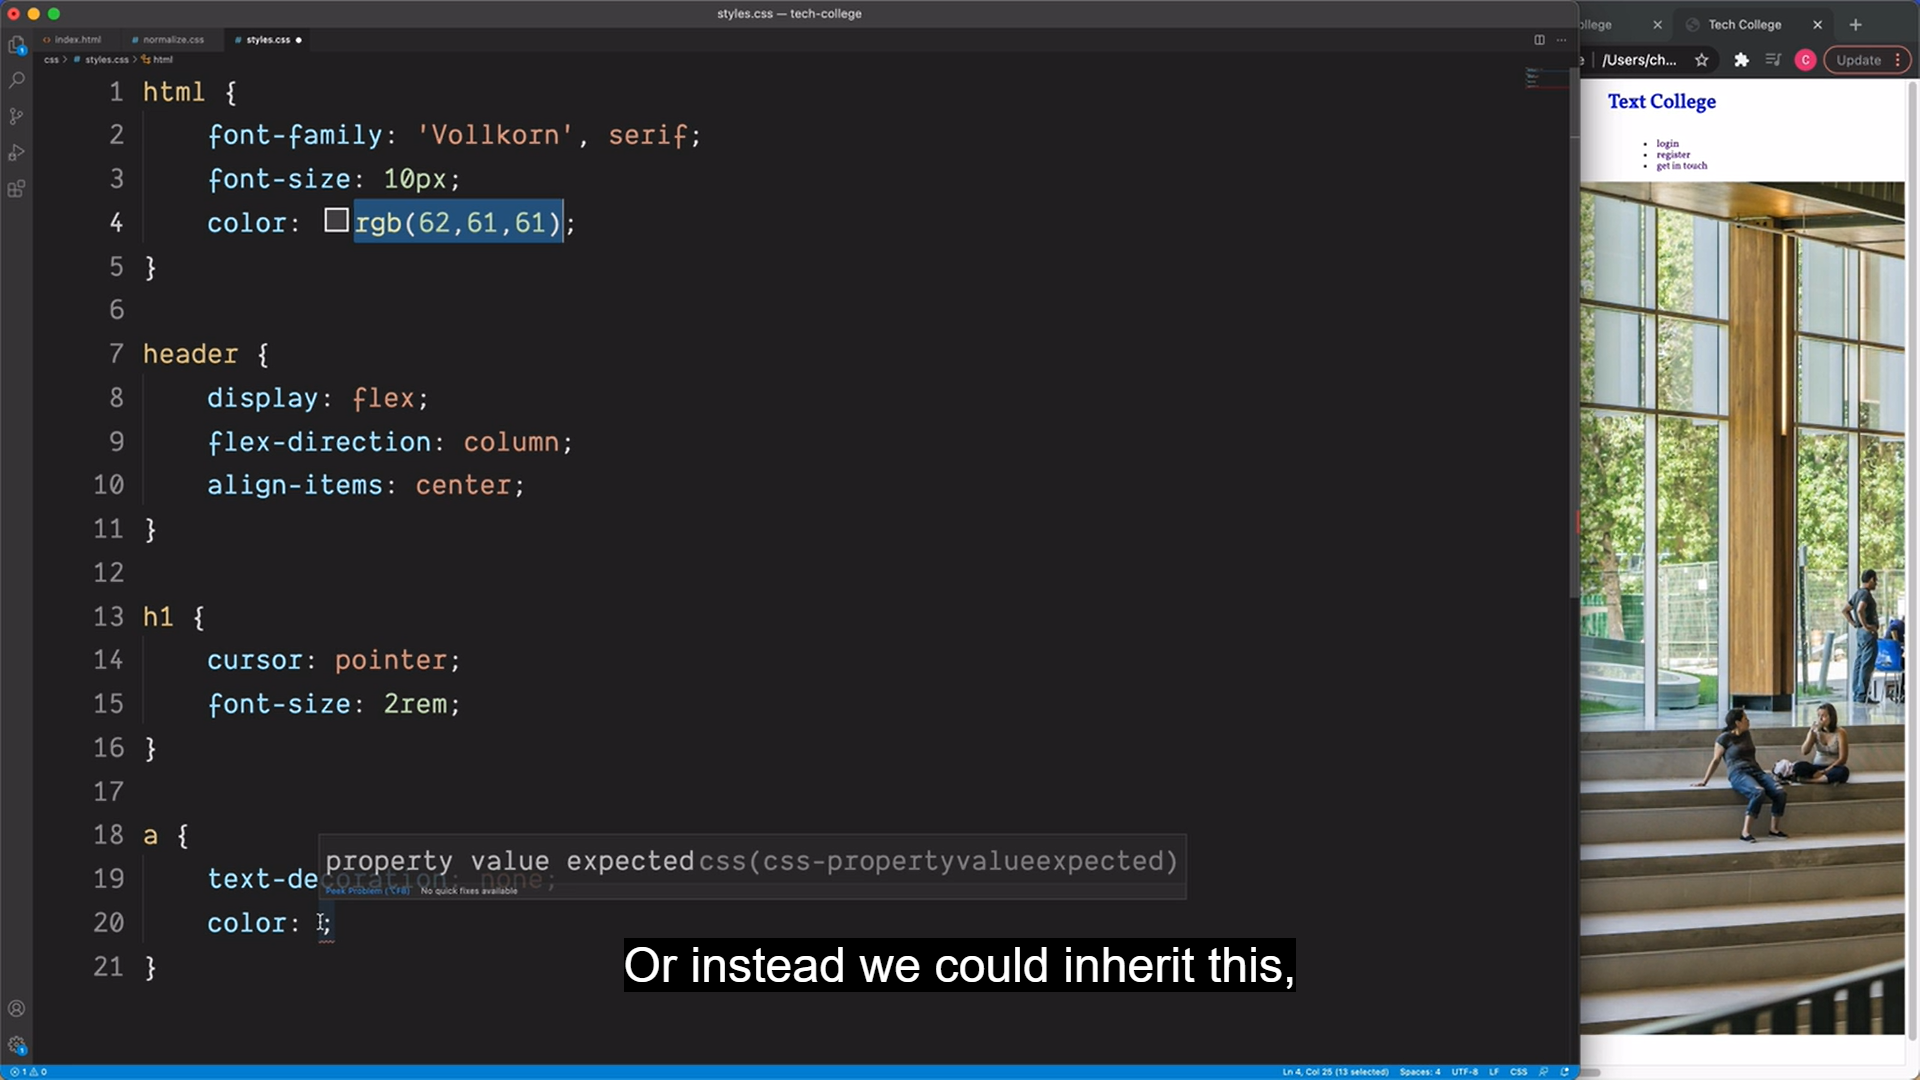 styles.css — tech-college
index.html
normalize.css
styles.css
css > # styles.css > html
1 html {
2 font-family: 'Vollkorn', serif;
3 font-size: 10px;
4 color: rgb(62,61,61);
5 }
6
7 header {
8 display: flex;
9 flex-direction: column;
10 align-items: center;
11 }
12
13 h1 {
14 cursor: pointer;
15 font-size: 2rem;
16 }
17
18 a {
property value expected css(css-propertyvalueexpected)
19 text-decoration: none;
Peek Problem (⌥F8) No quick fixes available
20 color: ;
21 }
Or instead we could inherit this,
1 0
Ln 4, Col 25 (13 selected) Spaces: 4 UTF-8 LF CSS
llege
Tech College
/Users/ch...
C
Update
Text College
login
register
get in touch